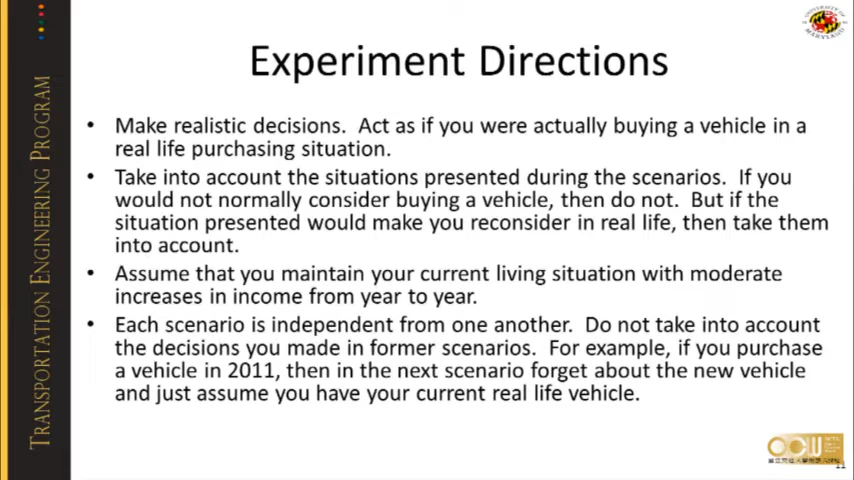 Experiment Directions
• Make realistic decisions. Act as if you were actually buying a vehicle in a
real life purchasing situation.
• Take into account the situations presented during the scenarios. If you
would not normally consider buying a vehicle, then do not. But if the
situation presented would make you reconsider in real life, then take them
into account.
• Assume that you maintain your current living situation with moderate
increases in income from year to year.
• Each scenario is independent from one another. Do not take into account
the decisions you made in former scenarios. For example, if you purchase
a vehicle in 2011, then in the next scenario forget about the new vehicle
and just assume you have your current real life vehicle.
TRANSPORTATION ENGINEERING PROGRAM
UNIVERSITY OF
MARYLAND
OCW
11